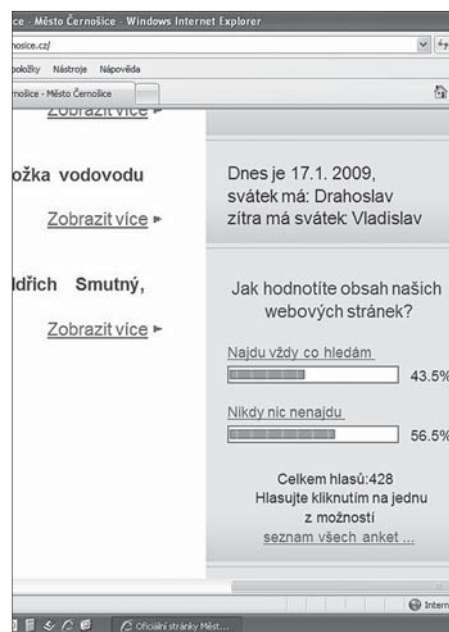 ce - Město Černošice - Windows Internet Explorer
nosice.cz/
položky Nástroje Nápověda
nošice - Město Černošice
Zobrazit více
ožka vodovodu
Zobrazit více
ldřich Smutný,
Zobrazit více
Dnes je 17.1. 2009,
svátek má: Drahoslav
zítra má svátek: Vladislav
Jak hodnotíte obsah našich
webových stránek?
Najdu vždy co hledám
43.5%
Nikdy nic nenajdu
56.5%
Celkem hlasů:428
Hlasujte kliknutím na jednu
z možností
seznam všech anket ...
Intern
Oficiální stránky Měst...